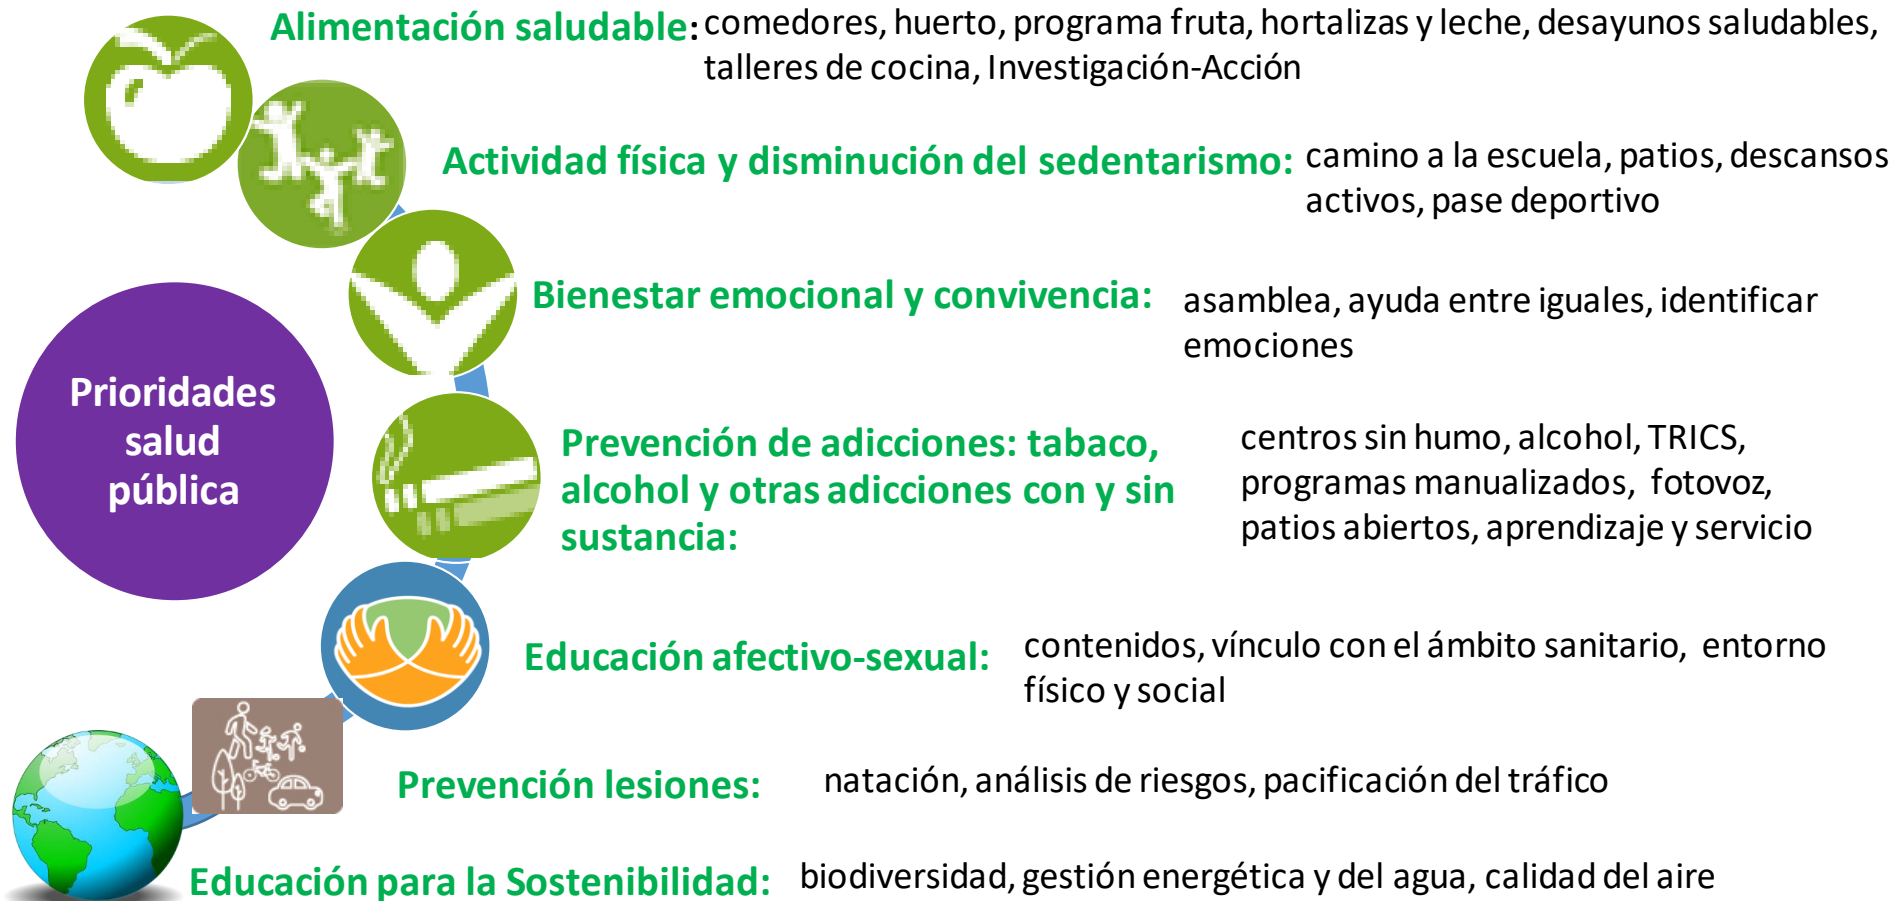 Alimentación saludable: comedores, huerto, programa fruta, hortalizas y leche, desayunos saludables,
talleres de cocina, Investigación-Acción
Actividad física y disminución del sedentarismo: camino a la escuela, patios, descansos
activos, pase deportivo
Bienestar emocional y convivencia: asamblea, ayuda entre iguales, identificar
emociones
Prioridades
salud
pública
Prevención de adicciones: tabaco,
alcohol y otras adicciones con y sin
sustancia:
centros sin humo, alcohol, TRICS,
programas manualizados, fotovoz,
patios abiertos, aprendizaje y servicio
Educación afectivo-sexual: contenidos, vínculo con el ámbito sanitario, entorno
físico y social
Prevención lesiones: natación, análisis de riesgos, pacificación del tráfico
Educación para la Sostenibilidad: biodiversidad, gestión energética y del agua, calidad del aire